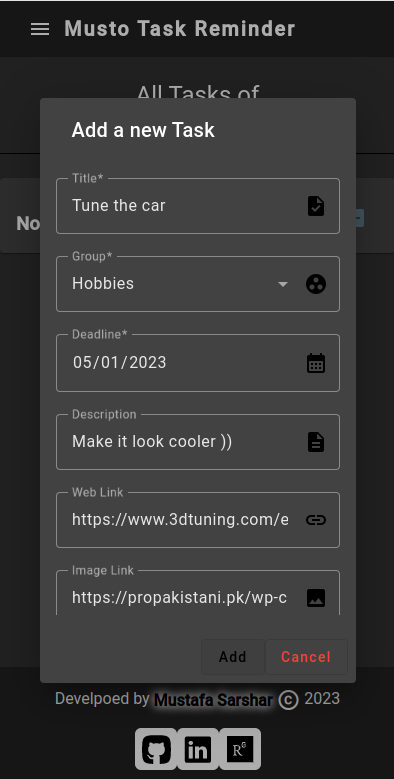 Musto Task Reminder
All Tasks of
Add a new Task
Title*
Tune the car
No
Group*
Hobbies
Deadline*
05/01/2023
Description
Make it look cooler ))
Web Link
https://www.3dtuning.com/e
Image Link
https://propakistani.pk/wp-c
Add Cancel
Develpoed by Mustafa Sarshar © 2023
in RG